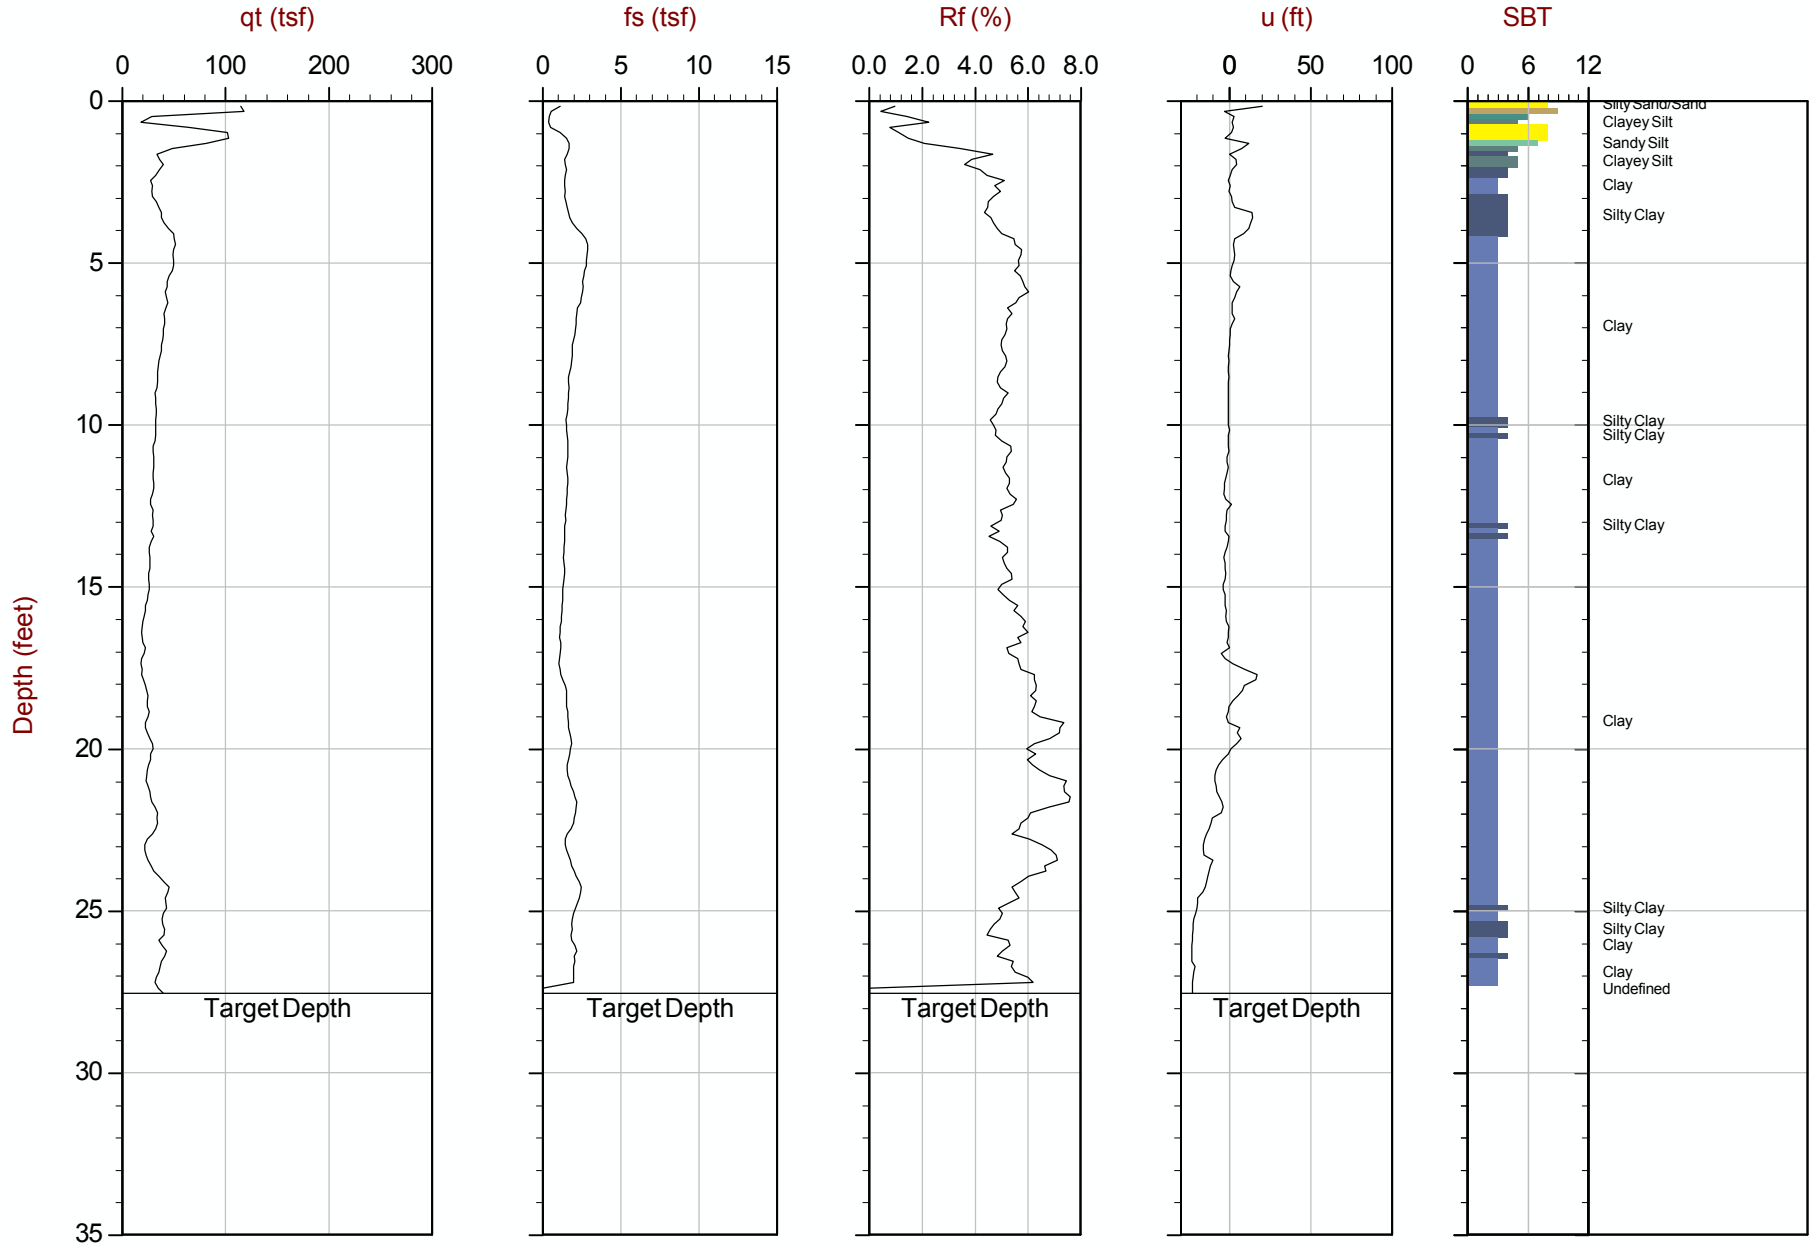 qt (tsf) fs (tsf) Rf (%) u (ft) SBT
0 100 200 300 0 5 10 15 0.0 2.0 4.0 6.0 8.0 0 50 100 0 6 12
0
Silty Sand/Sand
Clayey Silt
Sandy Silt
Clayey Silt
Clay
Silty Clay
5
Clay
Silty Clay
10
Silty Clay
Clay
Silty Clay
15
Depth (feet)
Clay
20
Silty Clay
25
Silty Clay
Clay
Clay
Undefined
Target Depth Target Depth Target Depth Target Depth
30
35